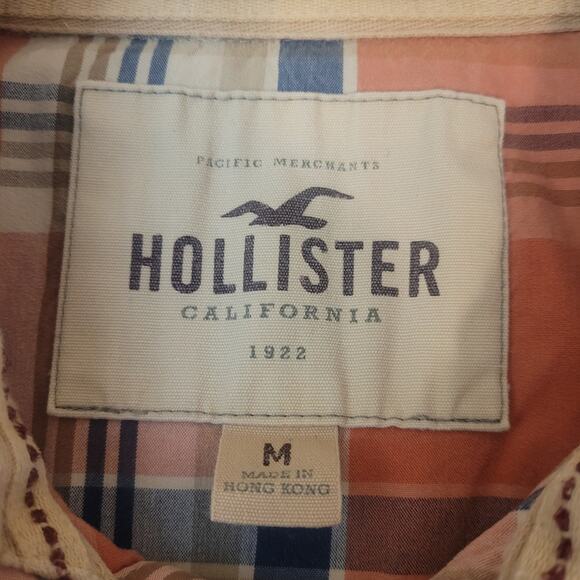 PACIFIC MERCHANTS
HOLLISTER
CALIFORNIA
1922
M
MADE IN
HONG KONG